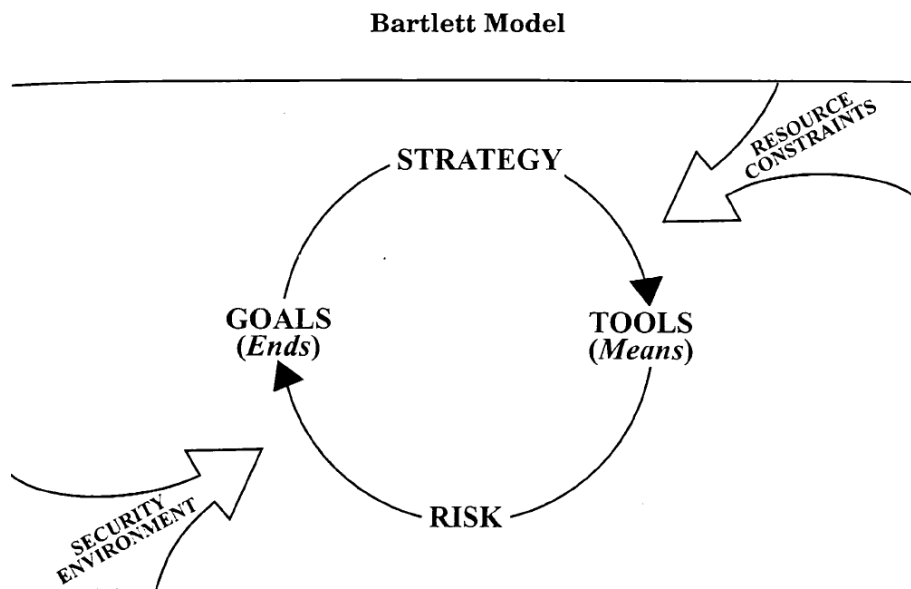 Bartlett Model
RESOURCE
CONSTRAINTS
STRATEGY
GOALS
(Ends)
TOOLS
(Means)
RISK
SECURITY
ENVIRONMENT